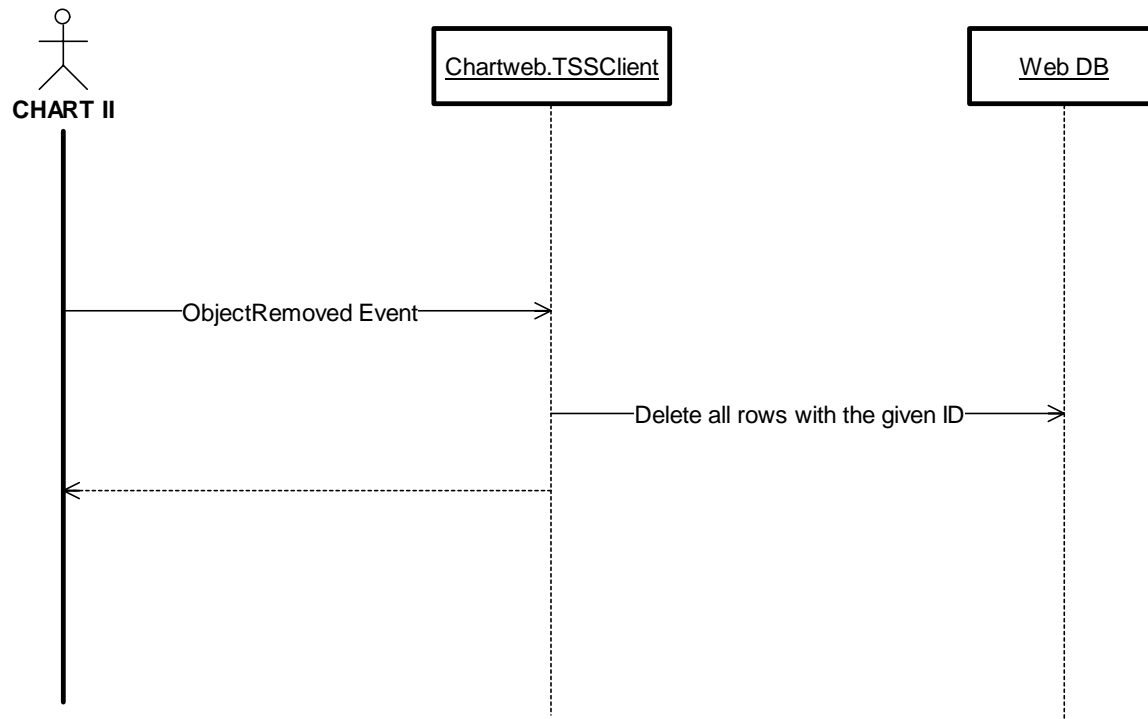 Chartweb.TSSClient
Web DB
CHART II
ObjectRemoved Event
Delete all rows with the given ID